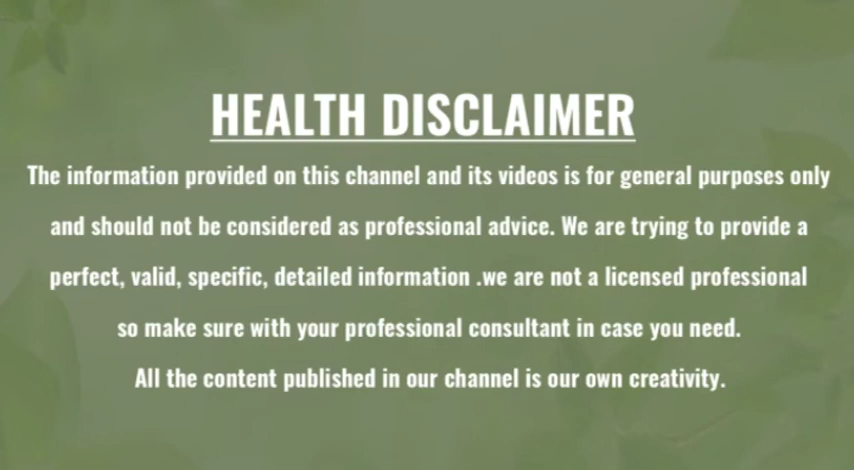 HEALTH DISCLAIMER
The information provided on this channel and its videos is for general purposes only
and should not be considered as professional advice. We are trying to provide a
perfect, valid, specific, detailed information .we are not a licensed professional
so make sure with your professional consultant in case you need.
All the content published in our channel is our own creativity.